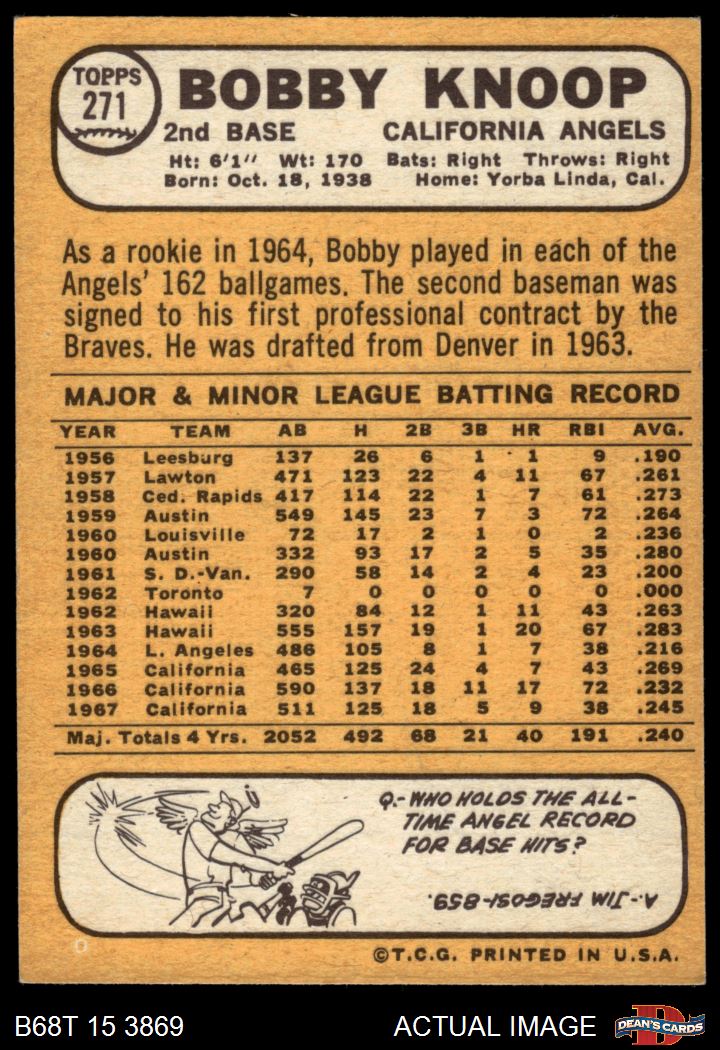 TOPPS
271
BOBBY KNOOP
2nd BASE CALIFORNIA ANGELS
Ht: 6'1" Wt: 170 Bats: Right Throws: Right
Born: Oct. 18, 1938 Home: Yorba Linda, Cal.
As a rookie in 1964, Bobby played in each of the
Angels' 162 ballgames. The second baseman was
signed to his first professional contract by the
Braves. He was drafted from Denver in 1963.
MAJOR & MINOR LEAGUE BATTING RECORD
YEAR TEAM AB H 2B 3B HR RBI AVG.
1956 Leesburg 137 26 6 1 1 9 .190
1957 Lawton 471 123 22 4 11 67 .261
1958 Ced. Rapids 417 114 22 1 7 61 .273
1959 Austin 549 145 23 7 3 72 .264
1960 Louisville 72 17 2 1 0 2 .236
1960 Austin 332 93 17 2 5 35 .280
1961 S. D.-Van. 290 58 14 2 4 23 .200
1962 Toronto 7 0 0 0 0 0 .000
1962 Hawaii 320 84 12 1 11 43 .263
1963 Hawaii 555 157 19 1 20 67 .283
1964 L. Angeles 486 105 8 1 7 38 .216
1965 California 465 125 24 4 7 43 .269
1966 California 590 137 18 11 17 72 .232
1967 California 511 125 18 5 9 38 .245
Maj. Totals 4 Yrs. 2052 492 68 21 40 191 .240
Q.-WHO HOLDS THE ALL-
TIME ANGEL RECORD
FOR BASE HITS?
A.-JIM FREGOSI-859.
©T.C.G. PRINTED IN U.S.A.
B68T 15 3869 ACTUAL IMAGE
D
DEAN'S CARDS